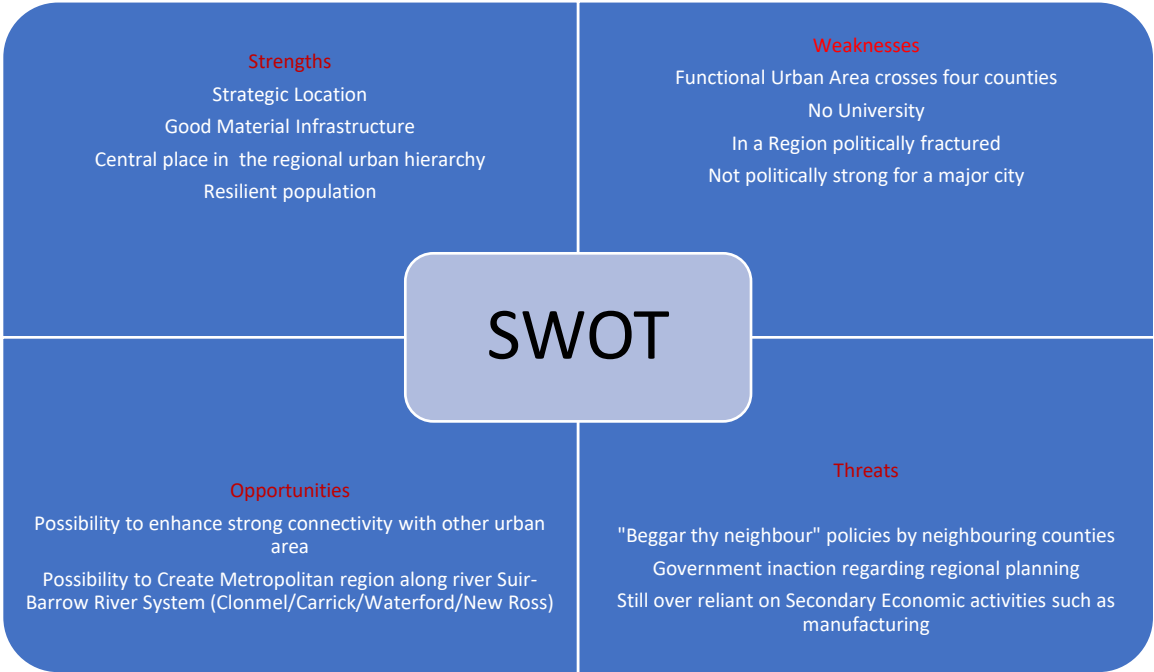 Strengths
Strategic Location
Good Material Infrastructure
Central place in  the regional urban hierarchy
Resilient population
Weaknesses
Functional Urban Area crosses four counties
No University
In a Region politically fractured
Not politically strong for a major city
SWOT
Opportunities
Possibility to enhance strong connectivity with other urban
area
Possibility to Create Metropolitan region along river Suir-
Barrow River System (Clonmel/Carrick/Waterford/New Ross)
Threats
"Beggar thy neighbour" policies by neighbouring counties
Government inaction regarding regional planning
Still over reliant on Secondary Economic activities such as
manufacturing